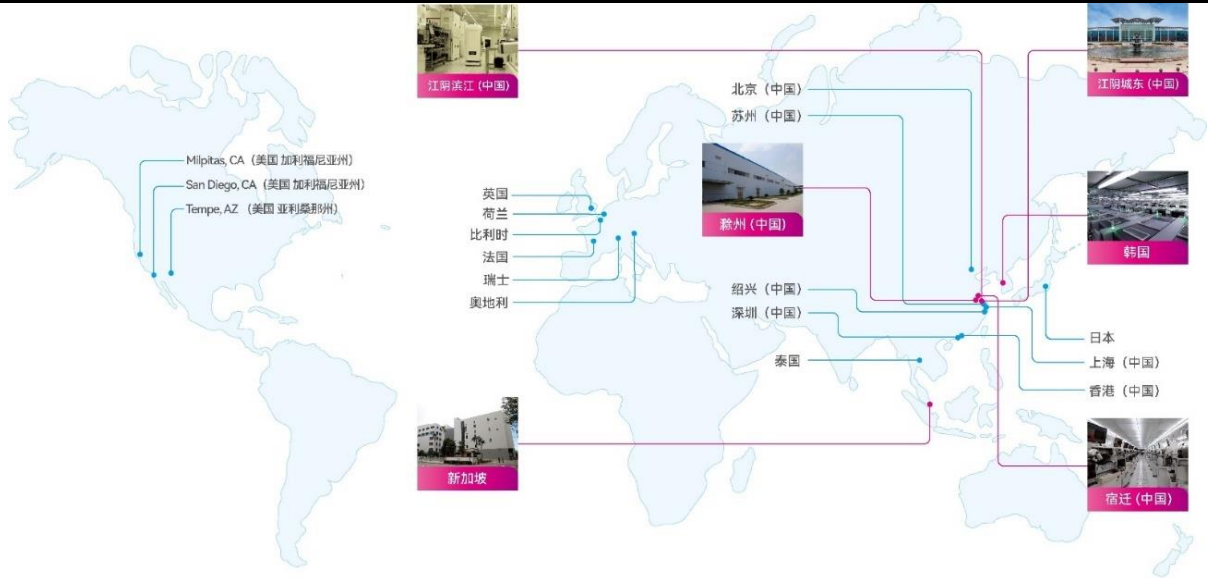 江阴滨江 (中国)
江阴城东 (中国)
北京（中国）
苏州（中国）
Milpitas, CA（美国 加利福尼亚州）
San Diego, CA（美国 加利福尼亚州）
Tempe, AZ （美国 亚利桑那州）
英国
荷兰
比利时
法国
瑞士
奥地利
滁州 (中国)
韩国
绍兴（中国）
深圳（中国）
泰国
日本
上海（中国）
香港（中国）
新加坡
宿迁 (中国)